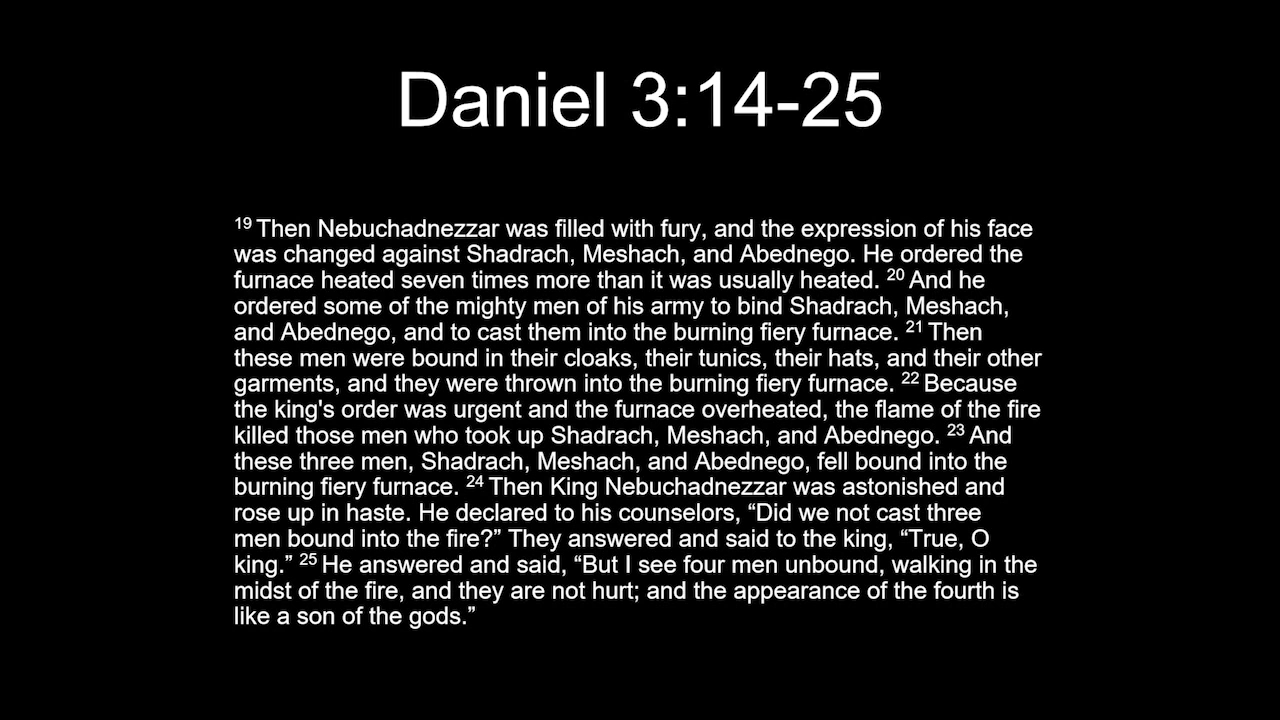 Daniel 3:14-25
19 Then Nebuchadnezzar was filled with fury, and the expression of his face
was changed against Shadrach, Meshach, and Abednego. He ordered the
furnace heated seven times more than it was usually heated. 20 And he
ordered some of the mighty men of his army to bind Shadrach, Meshach,
and Abednego, and to cast them into the burning fiery furnace. 21 Then
these men were bound in their cloaks, their tunics, their hats, and their other
garments, and they were thrown into the burning fiery furnace. 22 Because
the king's order was urgent and the furnace overheated, the flame of the fire
killed those men who took up Shadrach, Meshach, and Abednego. 23 And
these three men, Shadrach, Meshach, and Abednego, fell bound into the
burning fiery furnace. 24 Then King Nebuchadnezzar was astonished and
rose up in haste. He declared to his counselors, “Did we not cast three
men bound into the fire?” They answered and said to the king, “True, O
king.” 25 He answered and said, “But I see four men unbound, walking in the
midst of the fire, and they are not hurt; and the appearance of the fourth is
like a son of the gods.”